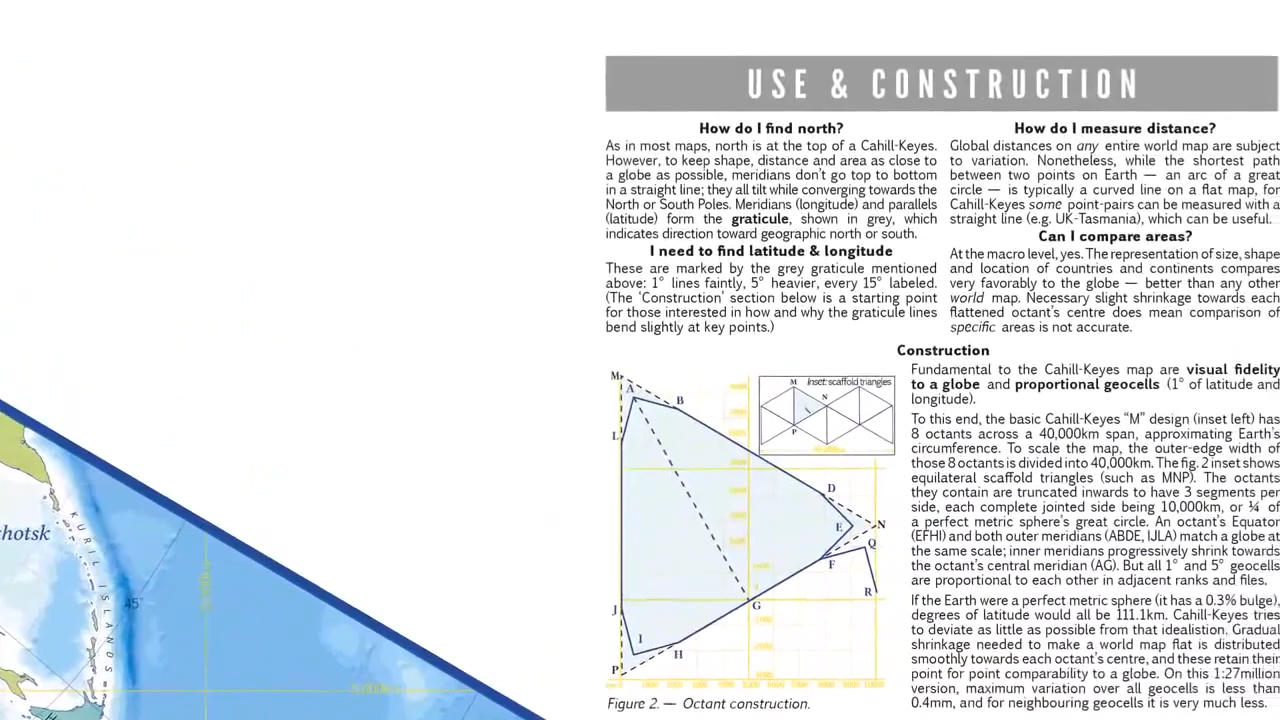 USE & CONSTRUCTION
How do I find north?
As in most maps, north is at the top of a Cahill-Keyes.
However, to keep shape, distance and area as close to
a globe as possible, meridians don't go top to bottom
in a straight line; they all tilt while converging towards the
North or South Poles. Meridians (longitude) and parallels
(latitude) form the graticule, shown in grey, which
indicates direction toward geographic north or south.
I need to find latitude & longitude
These are marked by the grey graticule mentioned
above: 1° lines faintly, 5° heavier, every 15° labeled.
(The 'Construction' section below is a starting point
for those interested in how and why the graticule lines
bend slightly at key points.)
How do I measure distance?
Global distances on any entire world map are subject
to variation. Nonetheless, while the shortest path
between two points on Earth — an arc of a great
circle — is typically a curved line on a flat map, for
Cahill-Keyes some point-pairs can be measured with a
straight line (e.g. UK-Tasmania), which can be useful.
Can I compare areas?
At the macro level, yes. The representation of size, shape
and location of countries and continents compares
very favorably to the globe — better than any other
world map. Necessary slight shrinkage towards each
flattened octant's centre does mean comparison of
specific areas is not accurate.
Construction
Fundamental to the Cahill-Keyes map are visual fidelity
to a globe and proportional geocells (1° of latitude and
longitude).
To this end, the basic Cahill-Keyes “M” design (inset left) has
8 octants across a 40,000km span, approximating Earth's
circumference. To scale the map, the outer-edge width of
those 8 octants is divided into 40,000km. The fig. 2 inset shows
equilateral scaffold triangles (such as MNP). The octants
they contain are truncated inwards to have 3 segments per
side, each complete jointed side being 10,000km, or ¼ of
a perfect metric sphere's great circle. An octant's Equator
(EFHI) and both outer meridians (ABDE, IJLA) match a globe at
the same scale; inner meridians progressively shrink towards
the octant's central meridian (AG). But all 1° and 5° geocells
are proportional to each other in adjacent ranks and files.
If the Earth were a perfect metric sphere (it has a 0.3% bulge),
degrees of latitude would all be 111.1km. Cahill-Keyes tries
to deviate as little as possible from that idealistion. Gradual
shrinkage needed to make a world map flat is distributed
smoothly towards each octant's centre, and these retain their
point for point comparability to a globe. On this 1:27million
version, maximum variation over all geocells is less than
0.4mm, and for neighbouring geocells it is very much less.
M
A
B
L
D
E
N
Q
F
R
G
J
I
H
P
Inset: scaffold triangles
M
N
P
Figure 2. — Octant construction.
hotsk
KURIL ISLANDS
45°